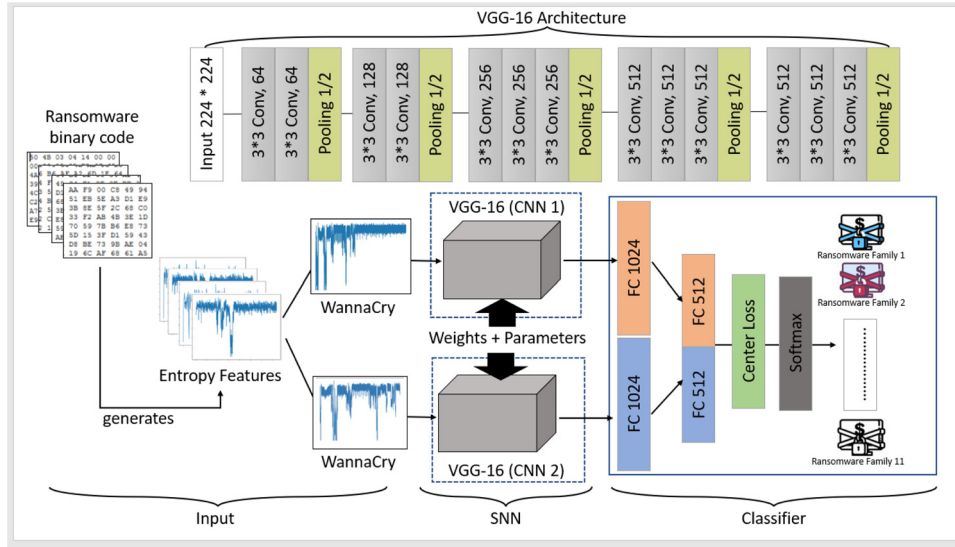 VGG-16 Architecture
Input 224 * 224
3*3 Conv, 64
3*3 Conv, 64
Pooling 1/2
3*3 Conv, 128
3*3 Conv, 128
Pooling 1/2
3*3 Conv, 256
3*3 Conv, 256
3*3 Conv, 256
Pooling 1/2
3*3 Conv, 512
3*3 Conv, 512
3*3 Conv, 512
Pooling 1/2
3*3 Conv, 512
3*3 Conv, 512
3*3 Conv, 512
Pooling 1/2
Ransomware
binary code
AA F9 00 C8 49 94
51 EB 5E A3 D1 E9
3B 8E 5F 2C 68 C0
33 F2 AB 4B 3E 1D
70 59 7B B6 E8 73
5D 15 3F D1 59 43
D8 BE 73 9B AE 04
19 6C AF 68 61 A5
Entropy Features
generates
WannaCry
WannaCry
VGG-16 (CNN 1)
Weights + Parameters
VGG-16 (CNN 2)
FC 1024
FC 1024
FC 512
FC 512
Center Loss
Softmax
Ransomware Family 1
Ransomware Family 2
Ransomware Family 11
Input
SNN
Classifier